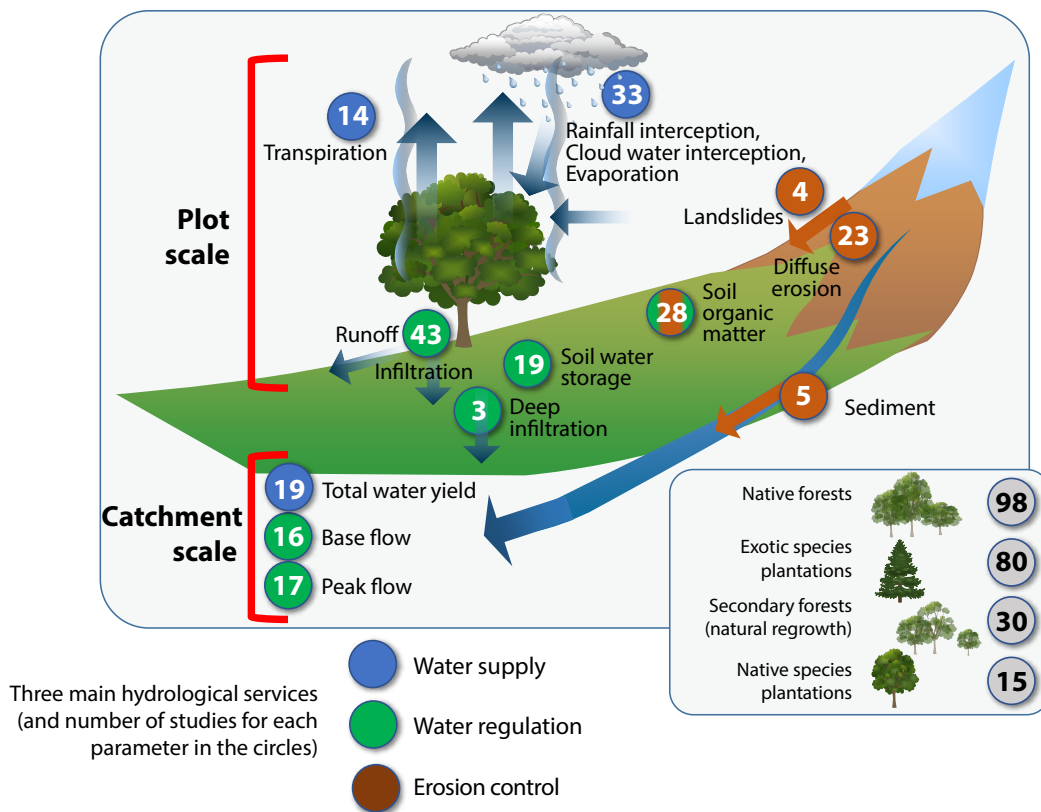 14
Transpiration
33
Rainfall interception,
Cloud water interception,
Evaporation
Plot
scale
4
Landslides
23
Diffuse
erosion
28
Soil
organic
matter
Runoff
43
Infiltration
19
Soil water
storage
3
Deep
infiltration
5
Sediment
Catchment
scale
19
Total water yield
16
Base flow
17
Peak flow
Native forests
98
Exotic species
plantations
80
Secondary forests
(natural regrowth)
30
Native species
plantations
15
Three main hydrological services
(and number of studies for each
parameter in the circles)
Water supply
Water regulation
Erosion control